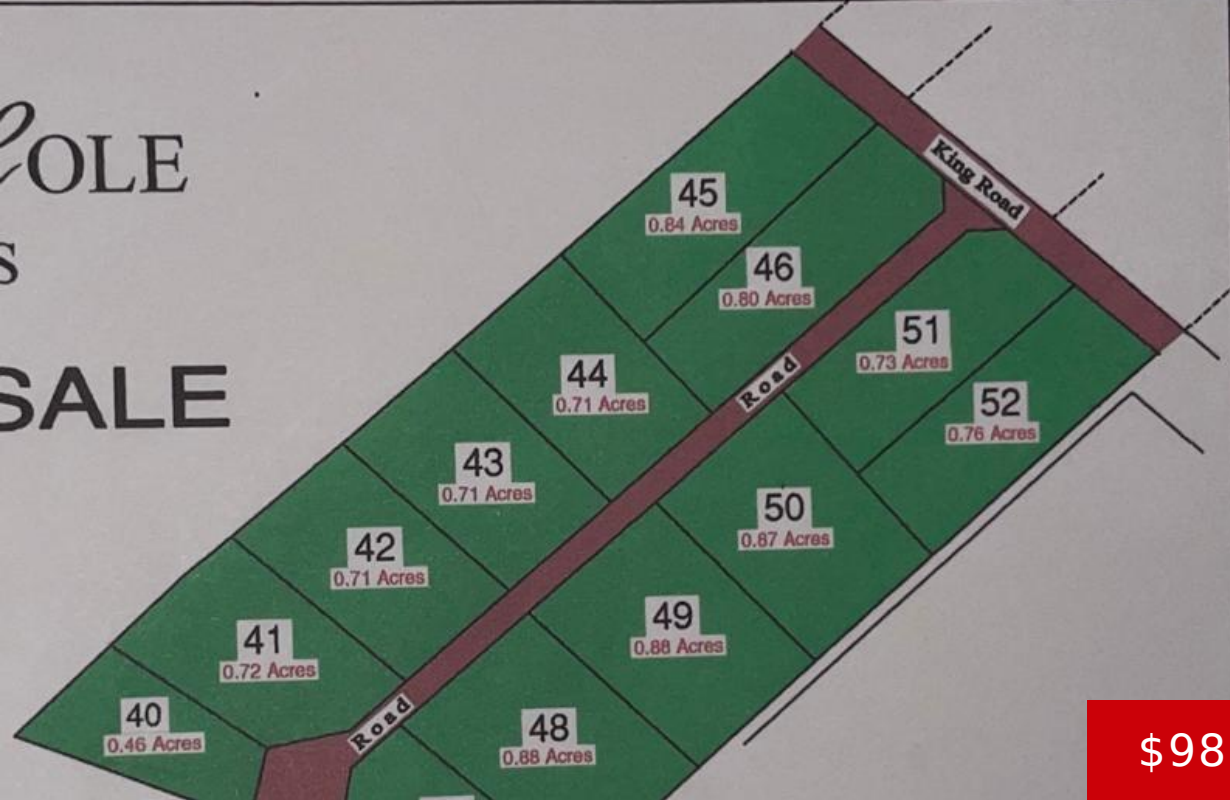 OLE
S
SALE
King Road
45
0.84 Acres
46
0.80 Acres
51
0.73 Acres
44
0.71 Acres
Road
52
0.76 Acres
43
0.71 Acres
50
0.87 Acres
42
0.71 Acres
49
0.88 Acres
41
0.72 Acres
40
0.46 Acres
Road
48
0.88 Acres
$98